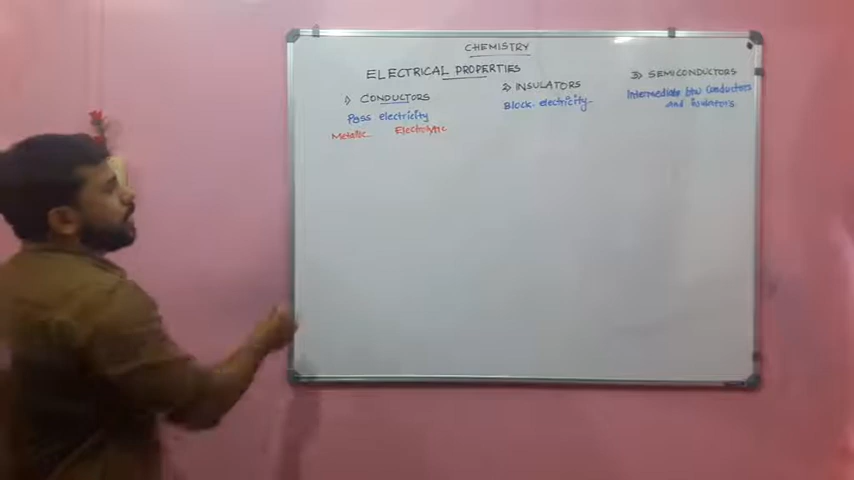 CHEMISTRY
ELECTRICAL PROPERTIES
1) CONDUCTORS
Pass electricity
Metallic Electrolytic
2) INSULATORS
Block electricity
3) SEMICONDUCTORS
Intermediate btw Conductors
and insulators